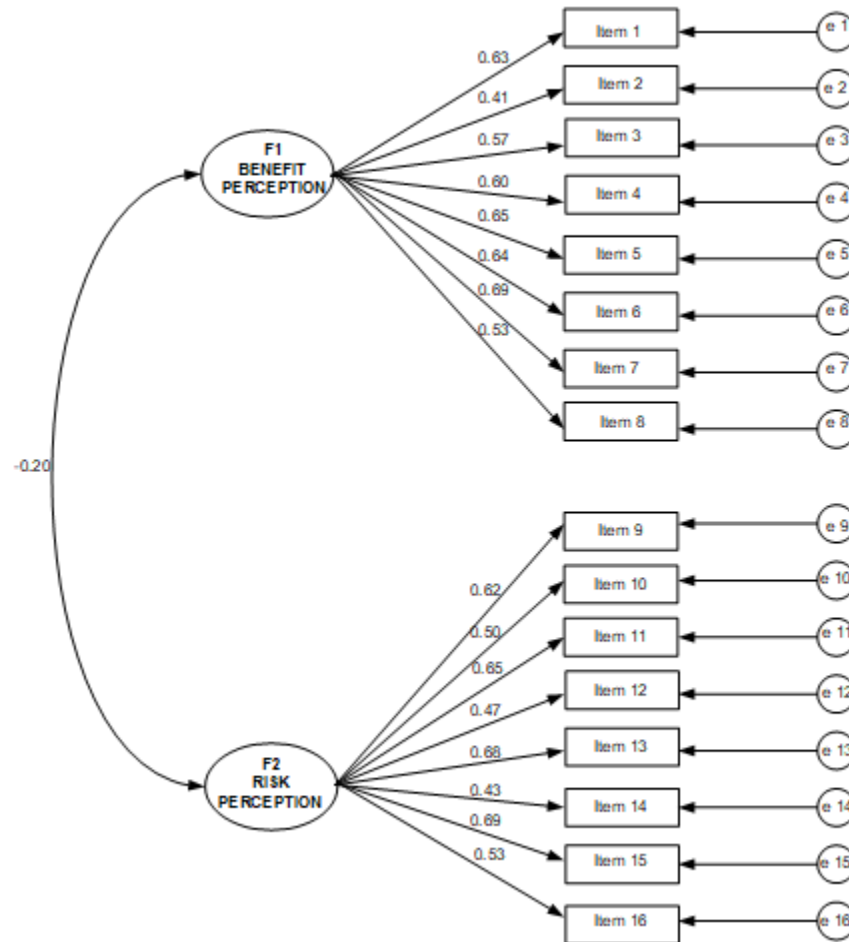 Item 1
e 1
0.63
Item 2
e 2
0.41
Item 3
e 3
0.57
F1
BENEFIT
PERCEPTION
Item 4
e 4
0.60
Item 5
e 5
0.65
0.64
Item 6
e 6
0.69
Item 7
e 7
0.53
Item 8
e 8
-0.20
Item 9
e 9
0.62
Item 10
e 10
0.50
Item 11
e 11
0.65
Item 12
e 12
0.47
Item 13
e 13
0.68
F2
RISK
PERCEPTION
Item 14
e 14
0.43
Item 15
e 15
0.69
0.53
Item 16
e 16